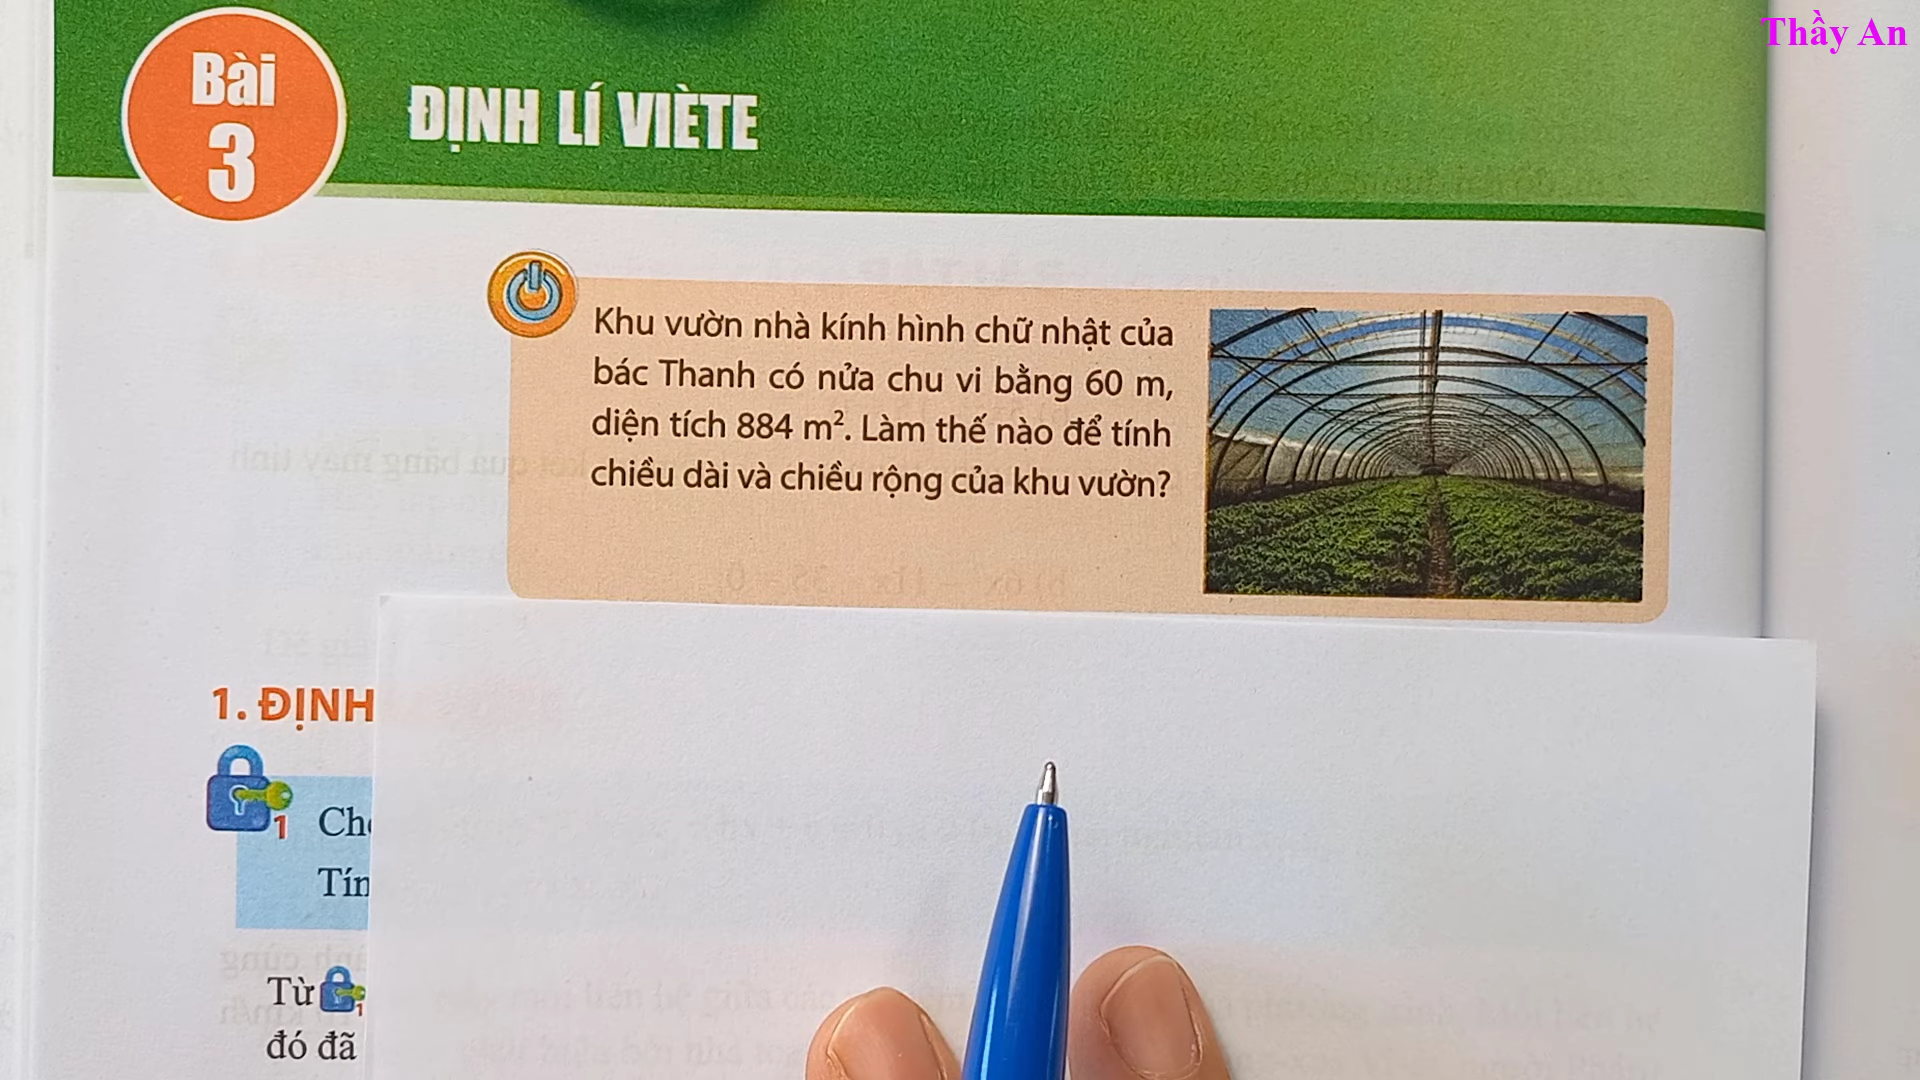 Thầy An
Bài
3
ĐỊNH LÍ VIÈTE
Khu vườn nhà kính hình chữ nhật của
bác Thanh có nửa chu vi bằng 60 m,
diện tích 884 m². Làm thế nào để tính
chiều dài và chiều rộng của khu vườn?
1. ĐỊNH
1
Tín
Từ 1
đó đã